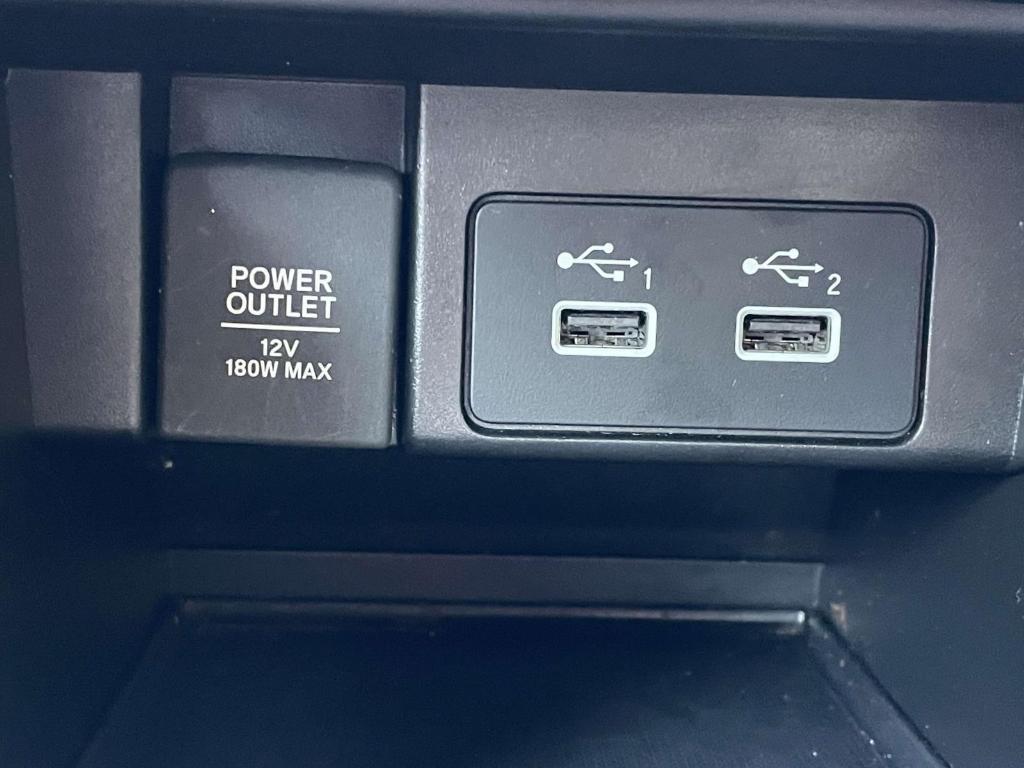 POWER
OUTLET
12V
180W MAX
1
2